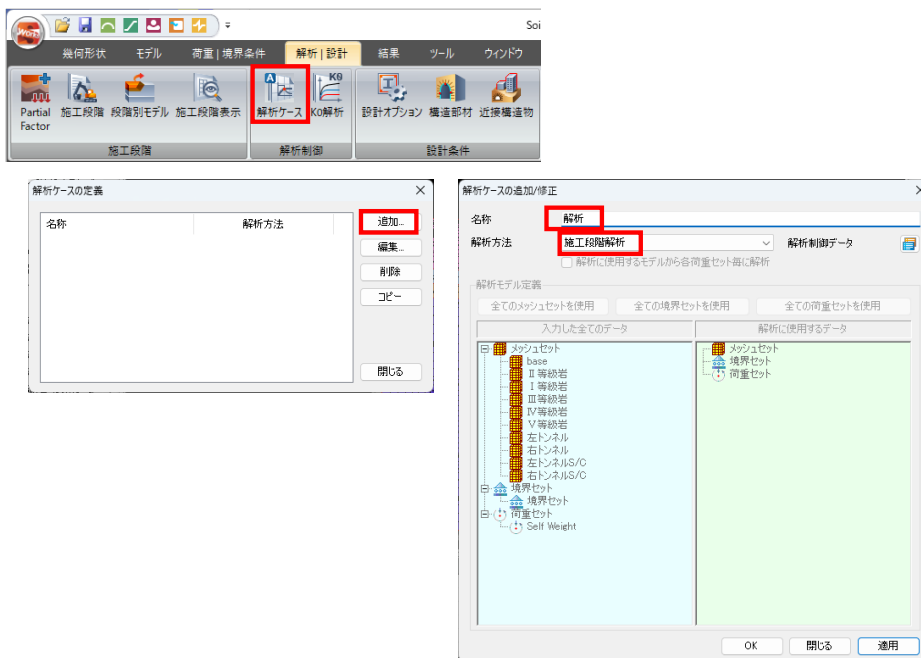 Soi
幾何形状 モデル 荷重|境界条件 解析|設計 結果 ツール ウィンドウ
Partial Factor 施工段階 段階別モデル 施工段階表示 解析ケース K0解析 設計オプション 構造部材 近接構造物
施工段階 解析制御 設計条件
解析ケースの定義
名称 解析方法
追加...
編集...
削除
コピー
閉じる
解析ケースの追加/修正
名称 解析
解析方法 施工段階解析 解析制御データ
解析に使用するモデルから各荷重セット毎に解析
解析モデル定義
全てのメッシュセットを使用 全ての境界セットを使用 全ての荷重セットを使用
入力した全てのデータ 解析に使用するデータ
メッシュセット
base
Ⅱ等級岩
Ⅰ等級岩
Ⅲ等級岩
Ⅳ等級岩
Ⅴ等級岩
左トンネル
右トンネル
左トンネルS/C
右トンネルS/C
境界セット
境界セット
荷重セット
Self Weight
メッシュセット
境界セット
荷重セット
OK 閉じる 適用